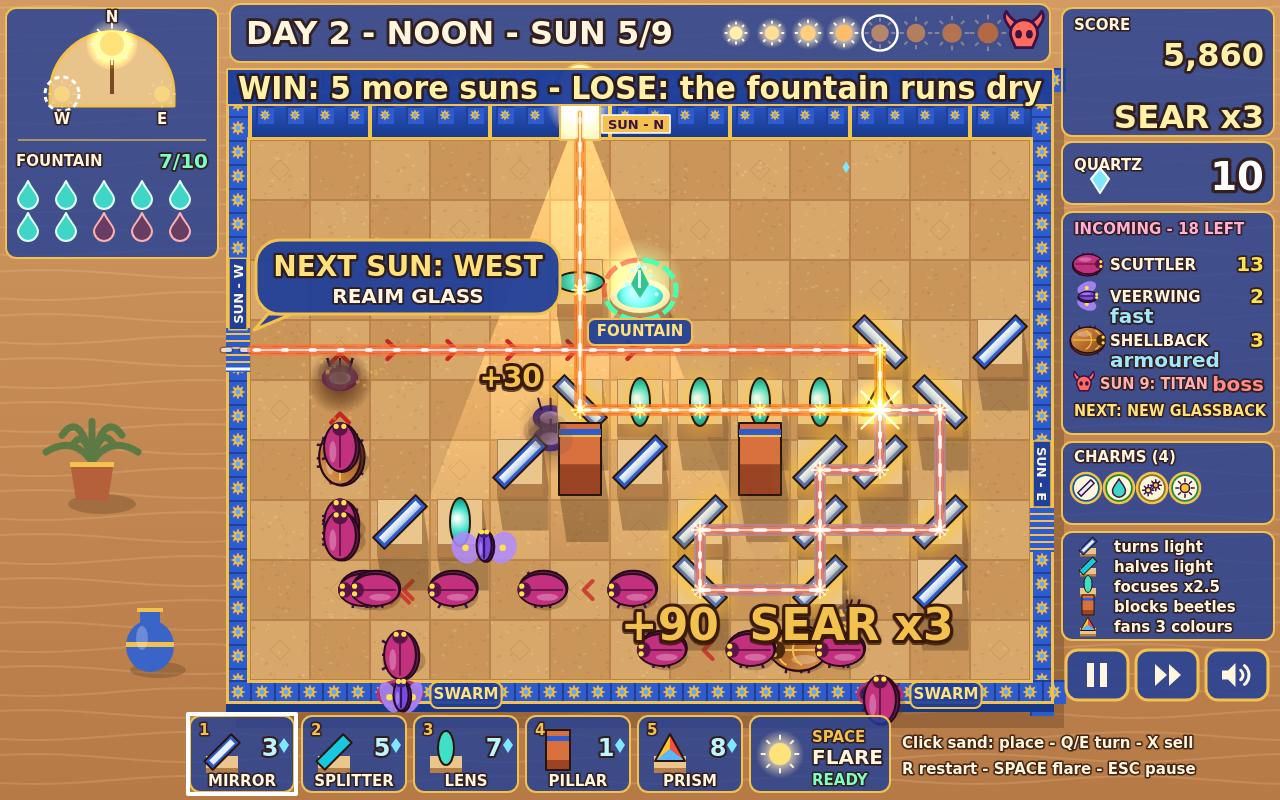 N
W
E
FOUNTAIN 7/10
DAY 2 - NOON - SUN 5/9
WIN: 5 more suns - LOSE: the fountain runs dry
SUN - N
SUN - W
NEXT SUN: WEST
REAIM GLASS
FOUNTAIN
+30
SUN - E
+90
SEAR x3
SWARM
SWARM
SCORE
5,860
SEAR x3
QUARTZ
10
INCOMING - 18 LEFT
SCUTTLER 13
VEERWING 2
fast
SHELLBACK 3
armoured
SUN 9: TITAN boss
NEXT: NEW GLASSBACK
CHARMS (4)
turns light
halves light
focuses x2.5
blocks beetles
fans 3 colours
1 3
MIRROR
2 5
SPLITTER
3 7
LENS
4 1
PILLAR
5 8
PRISM
SPACE
FLARE
READY
Click sand: place - Q/E turn - X sell
R restart - SPACE flare - ESC pause